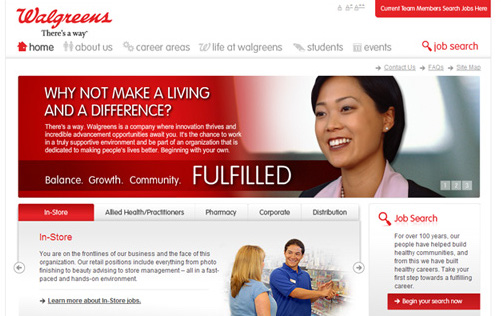 Walgreens
There's a way
Current Team Members Search Jobs Here
home about us career areas life at walgreens students events job search
Contact Us FAQs Site Map
WHY NOT MAKE A LIVING
AND A DIFFERENCE?
There's a way. Walgreens is a company where innovation thrives and
incredible advancement opportunities await you. It's the chance to work
in a truly supportive environment and be part of an organization that is
dedicated to making people's lives better. Beginning with your own.
Balance. Growth. Community. FULFILLED
1 2 3
In-Store Allied Health/Practitioners Pharmacy Corporate Distribution
In-Store
You are on the frontlines of our business and the face of this
organization. Our retail positions include everything from photo
finishing to beauty advising to store management – all in a fast-
paced and hands-on environment.
Learn more about In-Store jobs.
Job Search
For over 100 years, our
people have helped build
healthy communities, and
from this we have built
healthy careers. Take your
first step towards a fulfilling
career.
Begin your search now